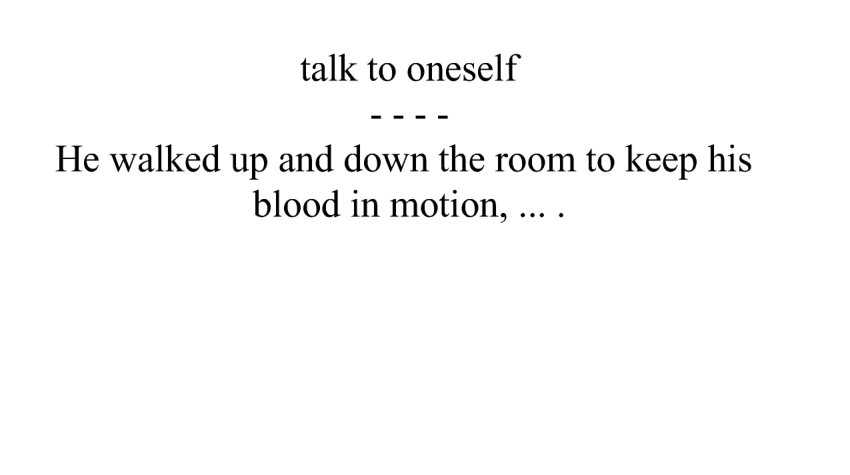 talk to oneself
- - - -
He walked up and down the room to keep his
blood in motion, ... .